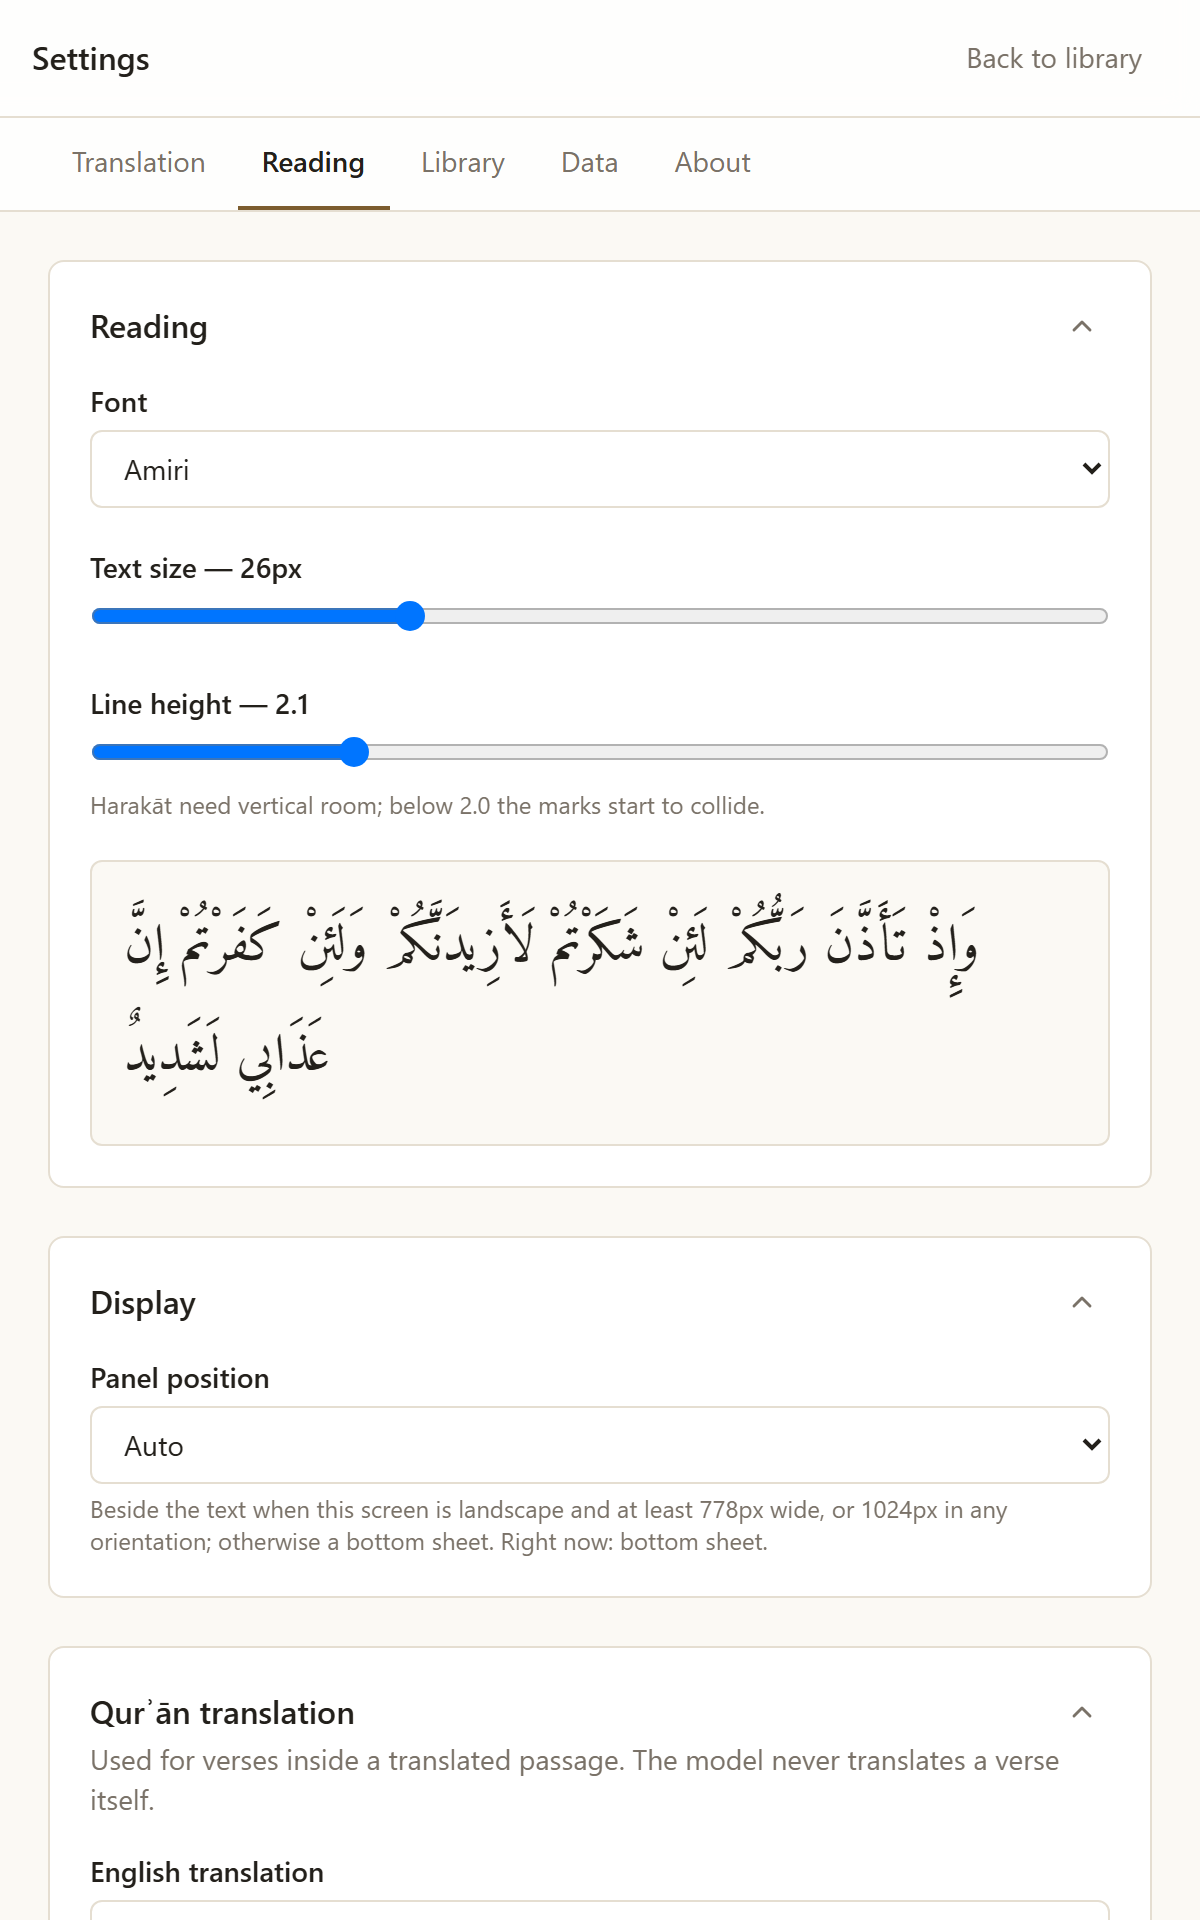 Settings
Back to library
Translation
Reading
Library
Data
About
Reading
Font
Amiri
Text size — 26px
Line height — 2.1
Harakāt need vertical room; below 2.0 the marks start to collide.
وَإِذْ تَأَذَّنَ رَبُّكُمْ لَئِنْ شَكَرْتُمْ لَأَزِيدَنَّكُمْ وَلَئِنْ كَفَرْتُمْ إِنَّ
عَذَابِي لَشَدِيدٌ
Display
Panel position
Auto
Beside the text when this screen is landscape and at least 778px wide, or 1024px in any
orientation; otherwise a bottom sheet. Right now: bottom sheet.
Qurʾān translation
Used for verses inside a translated passage. The model never translates a verse
itself.
English translation